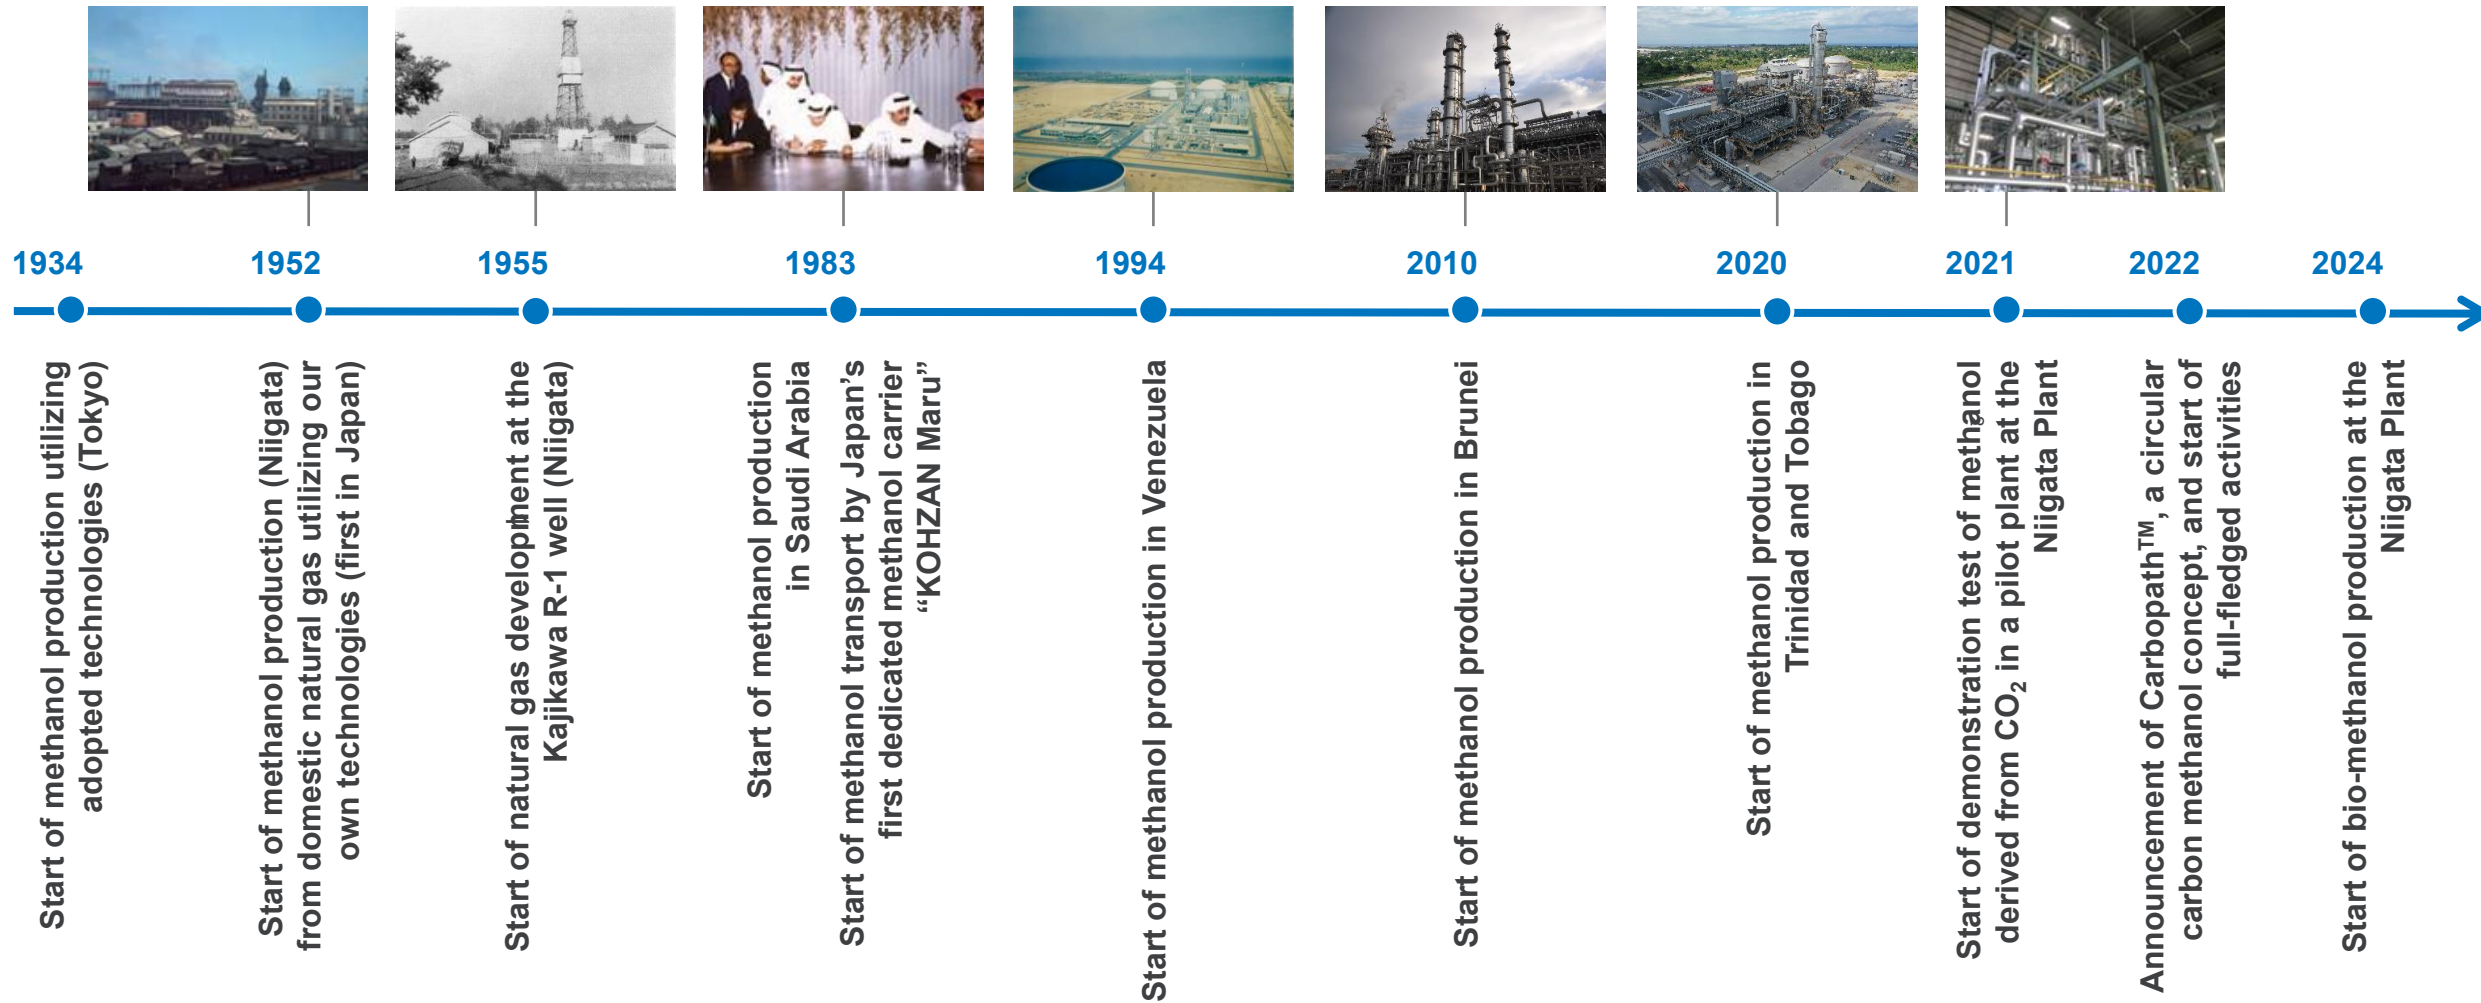 1934
Start of methanol production utilizing
adopted technologies (Tokyo)
1952
Start of methanol production (Niigata)
from domestic natural gas utilizing our
own technologies (first in Japan)
1955
Start of natural gas development at the
Kajikawa R-1 well (Niigata)
1983
Start of methanol production
in Saudi Arabia
Start of methanol transport by Japan’s
first dedicated methanol carrier
“KOHZAN Maru”
1994
Start of methanol production in Venezuela
2010
Start of methanol production in Brunei
2020
Start of methanol production in
Trinidad and Tobago
2021
Start of demonstration test of methanol
derived from CO₂ in a pilot plant at the
Niigata Plant
2022
Announcement of Carbopath™, a circular
carbon methanol concept, and start of
full-fledged activities
2024
Start of bio-methanol production at the
Niigata Plant